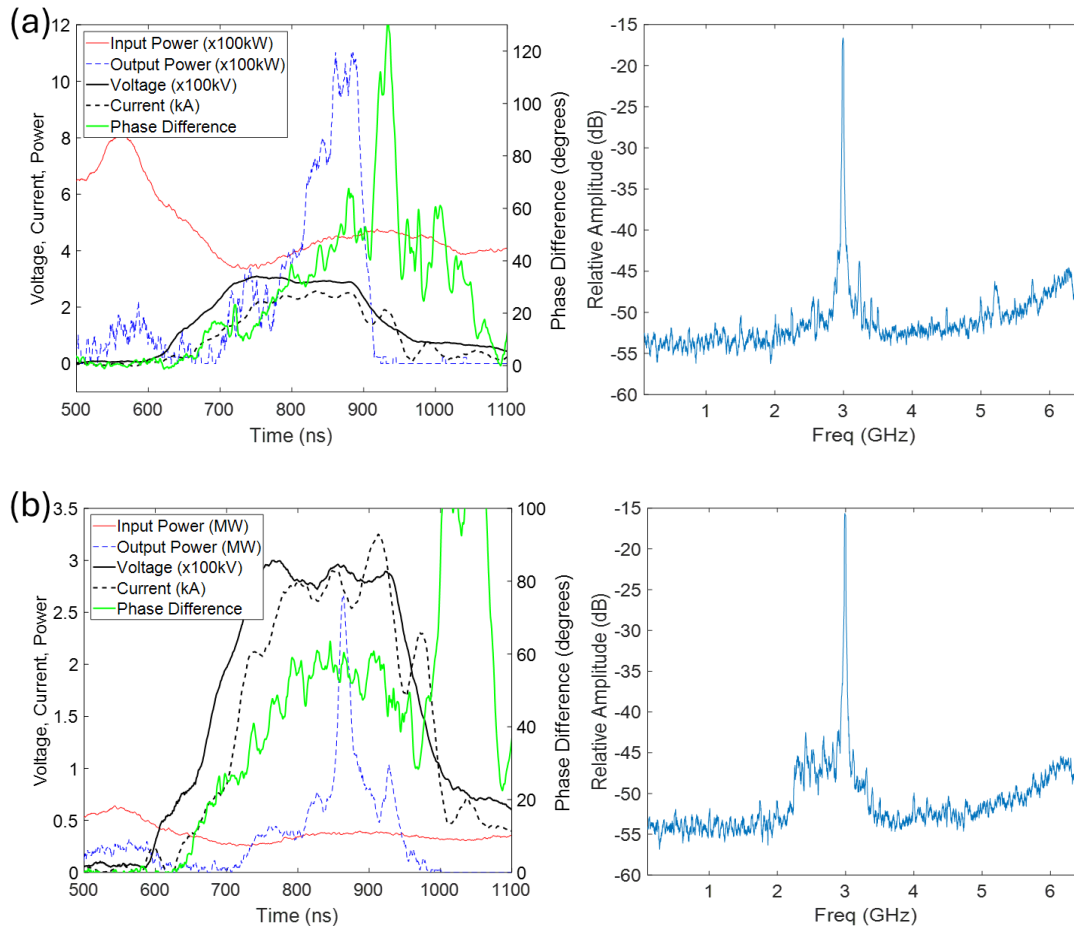 (a)
12
10
8
6
4
2
0
Voltage, Current, Power
Input Power (x100kW)
Output Power (x100kW)
Voltage (x100kV)
Current (kA)
Phase Difference
120
100
80
60
40
20
0
Phase Difference (degrees)
500 600 700 800 900 1000 1100
Time (ns)
-15
-20
-25
-30
-35
-40
-45
-50
-55
-60
Relative Amplitude (dB)
1 2 3 4 5 6
Freq (GHz)
(b)
3.5
3
2.5
2
1.5
1
0.5
0
Voltage, Current, Power
Input Power (MW)
Output Power (MW)
Voltage (x100kV)
Current (kA)
Phase Difference
100
80
60
40
20
0
Phase Difference (degrees)
500 600 700 800 900 1000 1100
Time (ns)
-15
-20
-25
-30
-35
-40
-45
-50
-55
-60
Relative Amplitude (dB)
1 2 3 4 5 6
Freq (GHz)